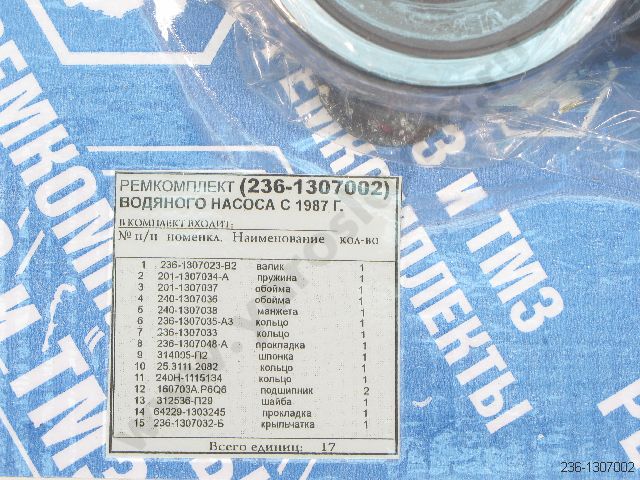 РЕМКОМПЛЕКТ (236-1307002)
ВОДЯНОГО НАСОСА С 1987 Г.
В КОМПЛЕКТ ВХОДИТ:
№ п/п номенкл. Наименование кол-во
1 236-1307023-В2 валик 1
2 201-1307034-А пружина 1
3 201-1307037 обойма 1
4 240-1307036 обойма 1
5 240-1307038 манжета 1
6 236-1307035-А3 кольцо 1
7 236-1307033 кольцо 1
8 236-1307048-А прокладка 1
9 314005-П2 шпонка 1
10 25.3111 2082 кольцо 1
11 240Н-1115134 кольцо 1
12 160703А.Р6Q6 подшипник 2
13 312536-П29 шайба 1
14 64229-1303245 прокладка 1
15 236-1307032-Б крыльчатка 1
Всего единиц: 17
И ТМЗ
236-1307002